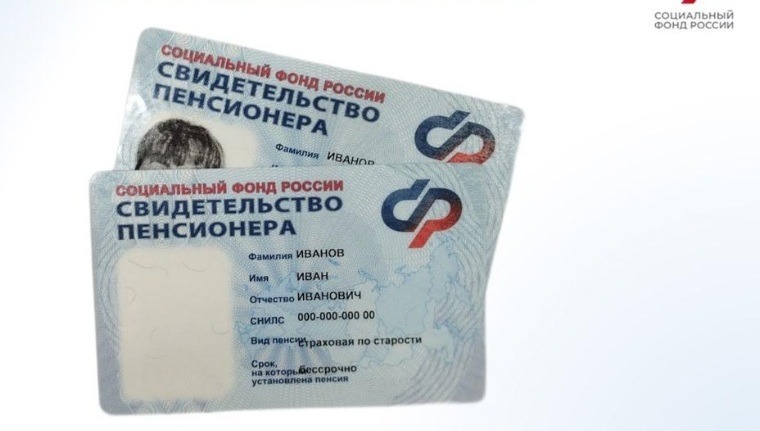 СОЦИАЛЬНЫЙ
ФОНД РОССИИ
СОЦИАЛЬНЫЙ ФОНД РОССИИ
СВИДЕТЕЛЬСТВО
ПЕНСИОНЕРА
Фамилия ИВАНОВ
СОЦИАЛЬНЫЙ ФОНД РОССИИ
СВИДЕТЕЛЬСТВО
ПЕНСИОНЕРА
Фамилия ИВАНОВ
Имя ИВАН
Отчество ИВАНОВИЧ
СНИЛС 000-000-000 00
Вид пенсии страховая по старости
Срок,
на который бессрочно
установлена пенсия